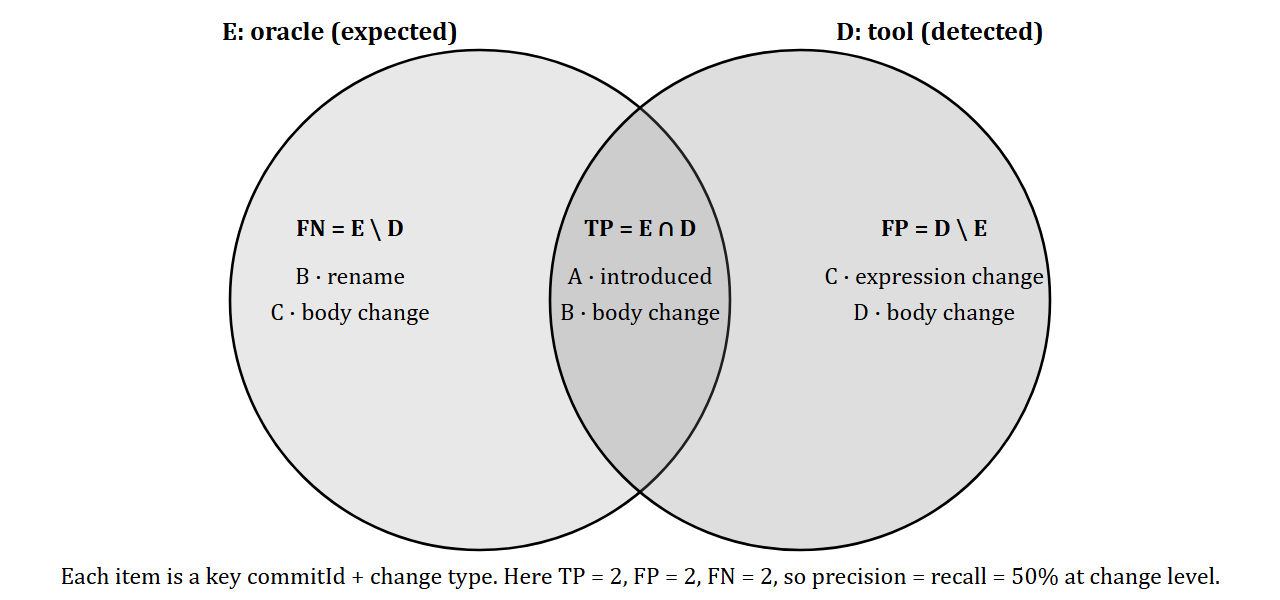 E: oracle (expected)
D: tool (detected)
FN = E \ D
B · rename
C · body change
TP = E ∩ D
A · introduced
B · body change
FP = D \ E
C · expression change
D · body change
Each item is a key commitId + change type. Here TP = 2, FP = 2, FN = 2, so precision = recall = 50% at change level.